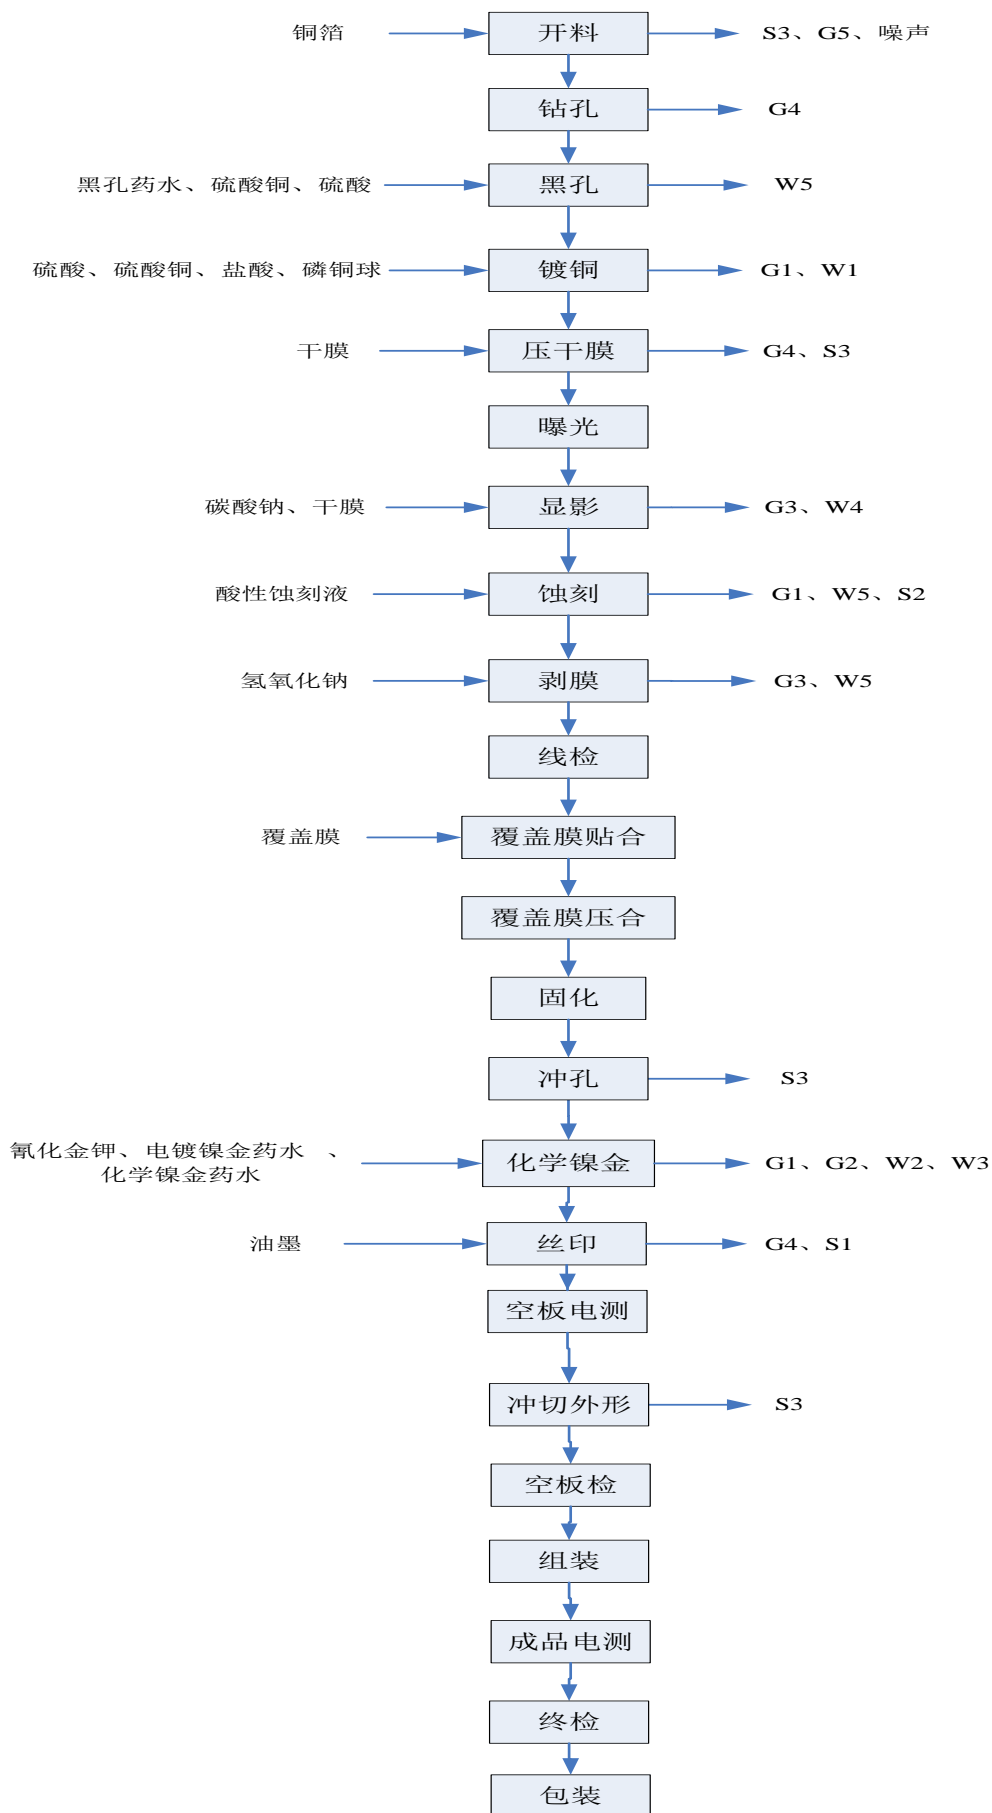 铜箔 开料 S3、G5、噪声
钻孔 G4
黑孔药水、硫酸铜、硫酸 黑孔 W5
硫酸、硫酸铜、盐酸、磷铜球 镀铜 G1、W1
干膜 压干膜 G4、S3
曝光
碳酸钠、干膜 显影 G3、W4
酸性蚀刻液 蚀刻 G1、W5、S2
氢氧化钠 剥膜 G3、W5
线检
覆盖膜 覆盖膜贴合
覆盖膜压合
固化
冲孔 S3
氰化金钾、电镀镍金药水 、
化学镍金药水 化学镍金 G1、G2、W2、W3
油墨 丝印 G4、S1
空板电测
冲切外形 S3
空板检
组装
成品电测
终检
包装